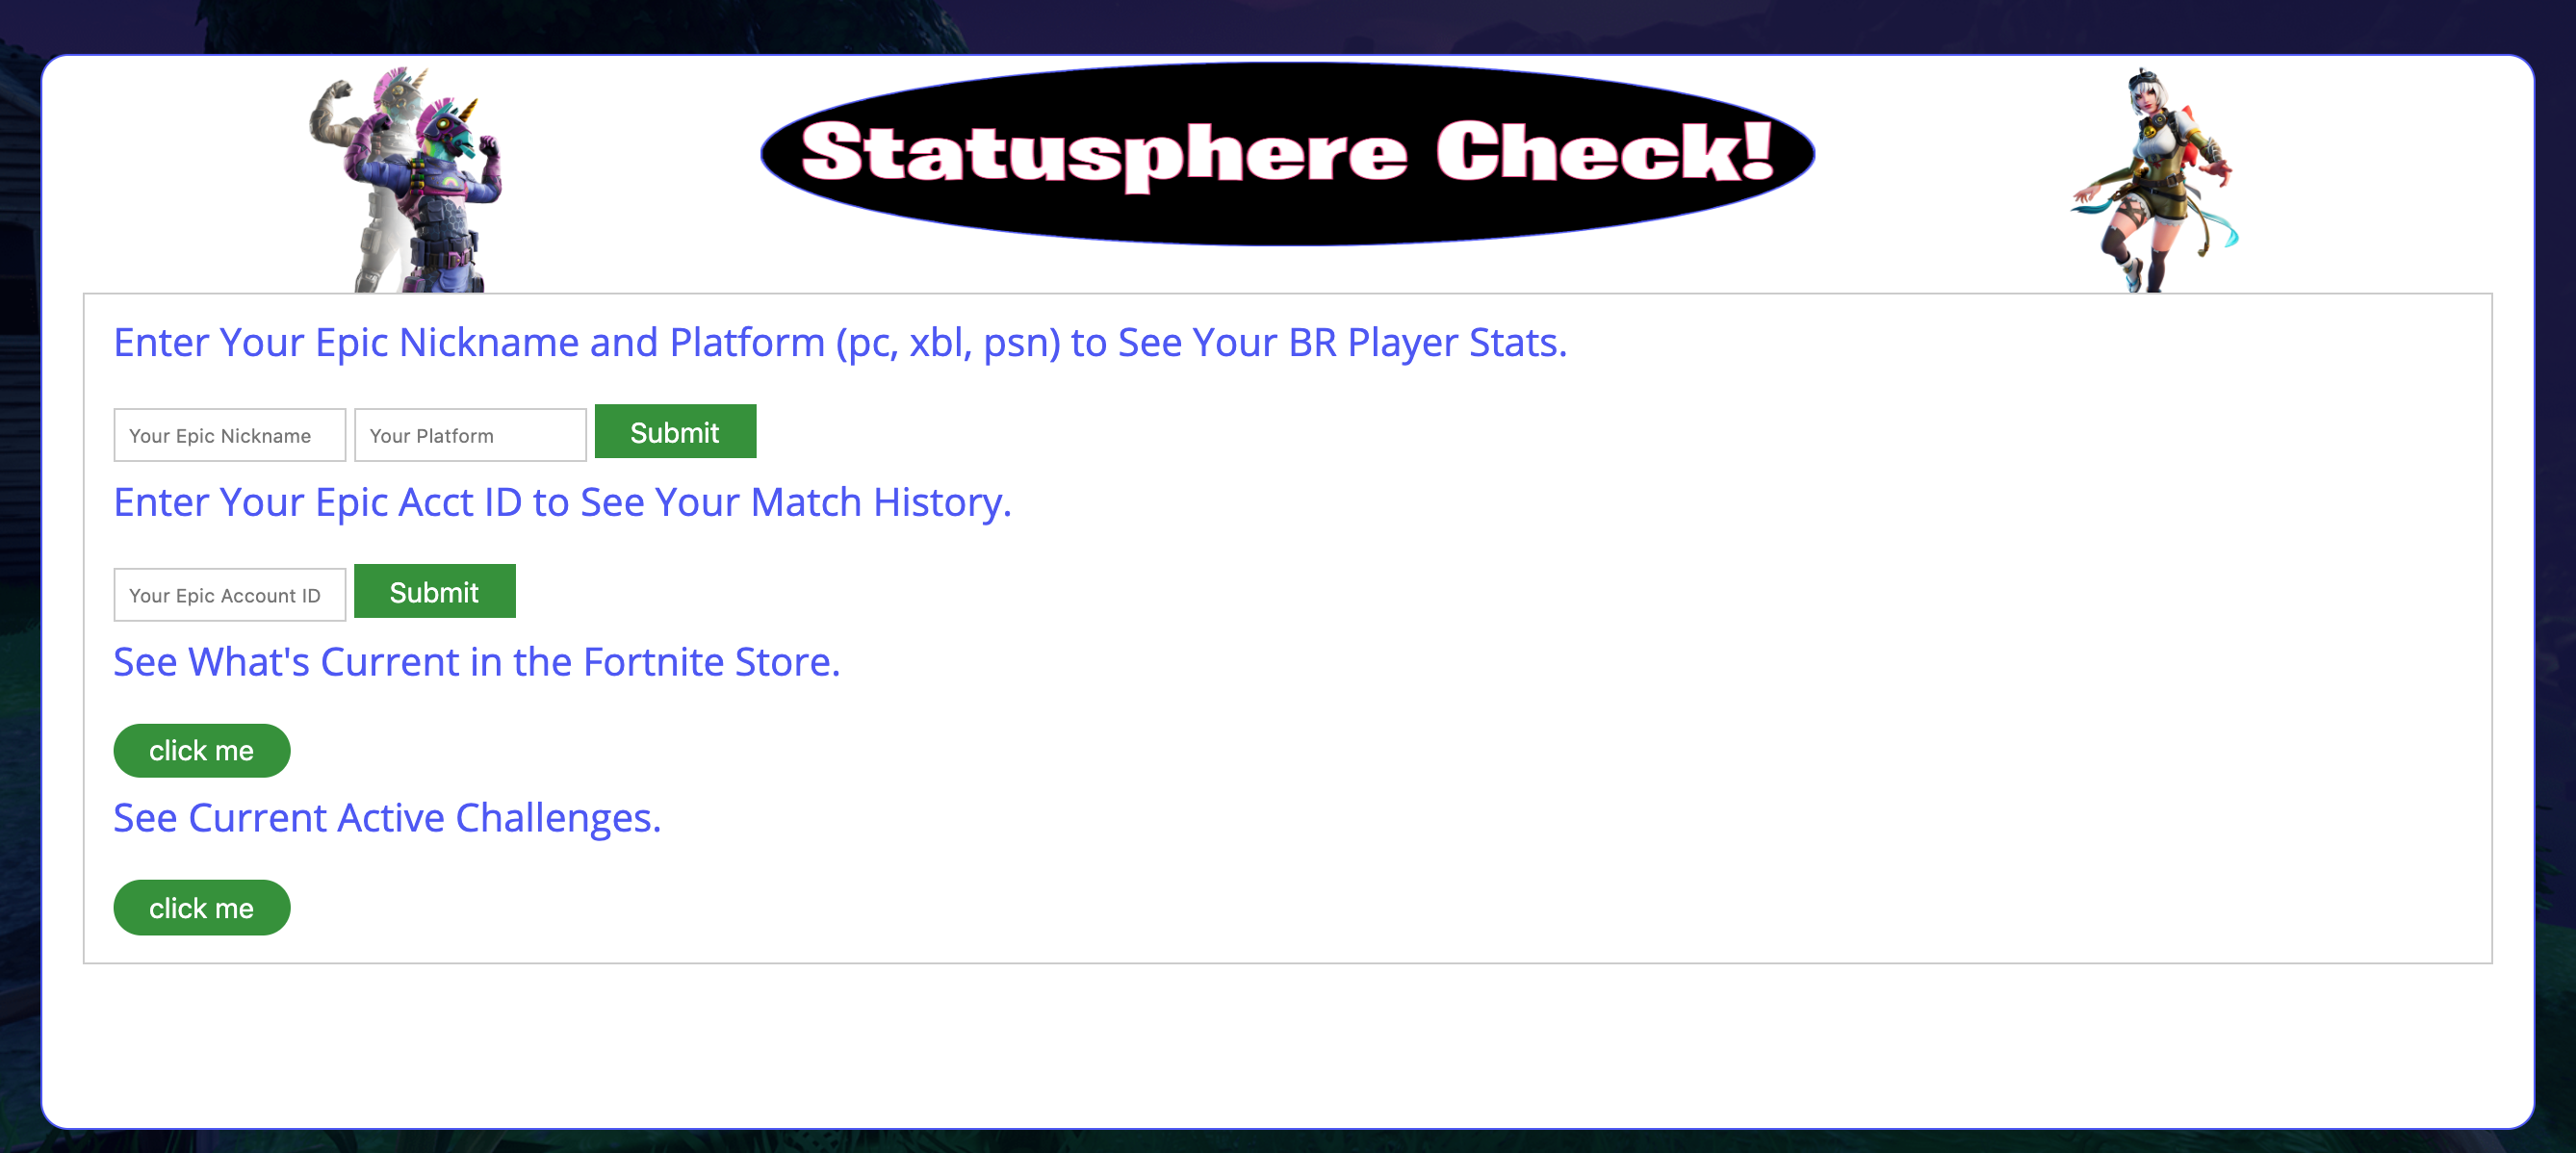 Statusphere Check!
Enter Your Epic Nickname and Platform (pc, xbl, psn) to See Your BR Player Stats.
Your Epic Nickname Your Platform Submit
Enter Your Epic Acct ID to See Your Match History.
Your Epic Account ID Submit
See What's Current in the Fortnite Store.
click me
See Current Active Challenges.
click me